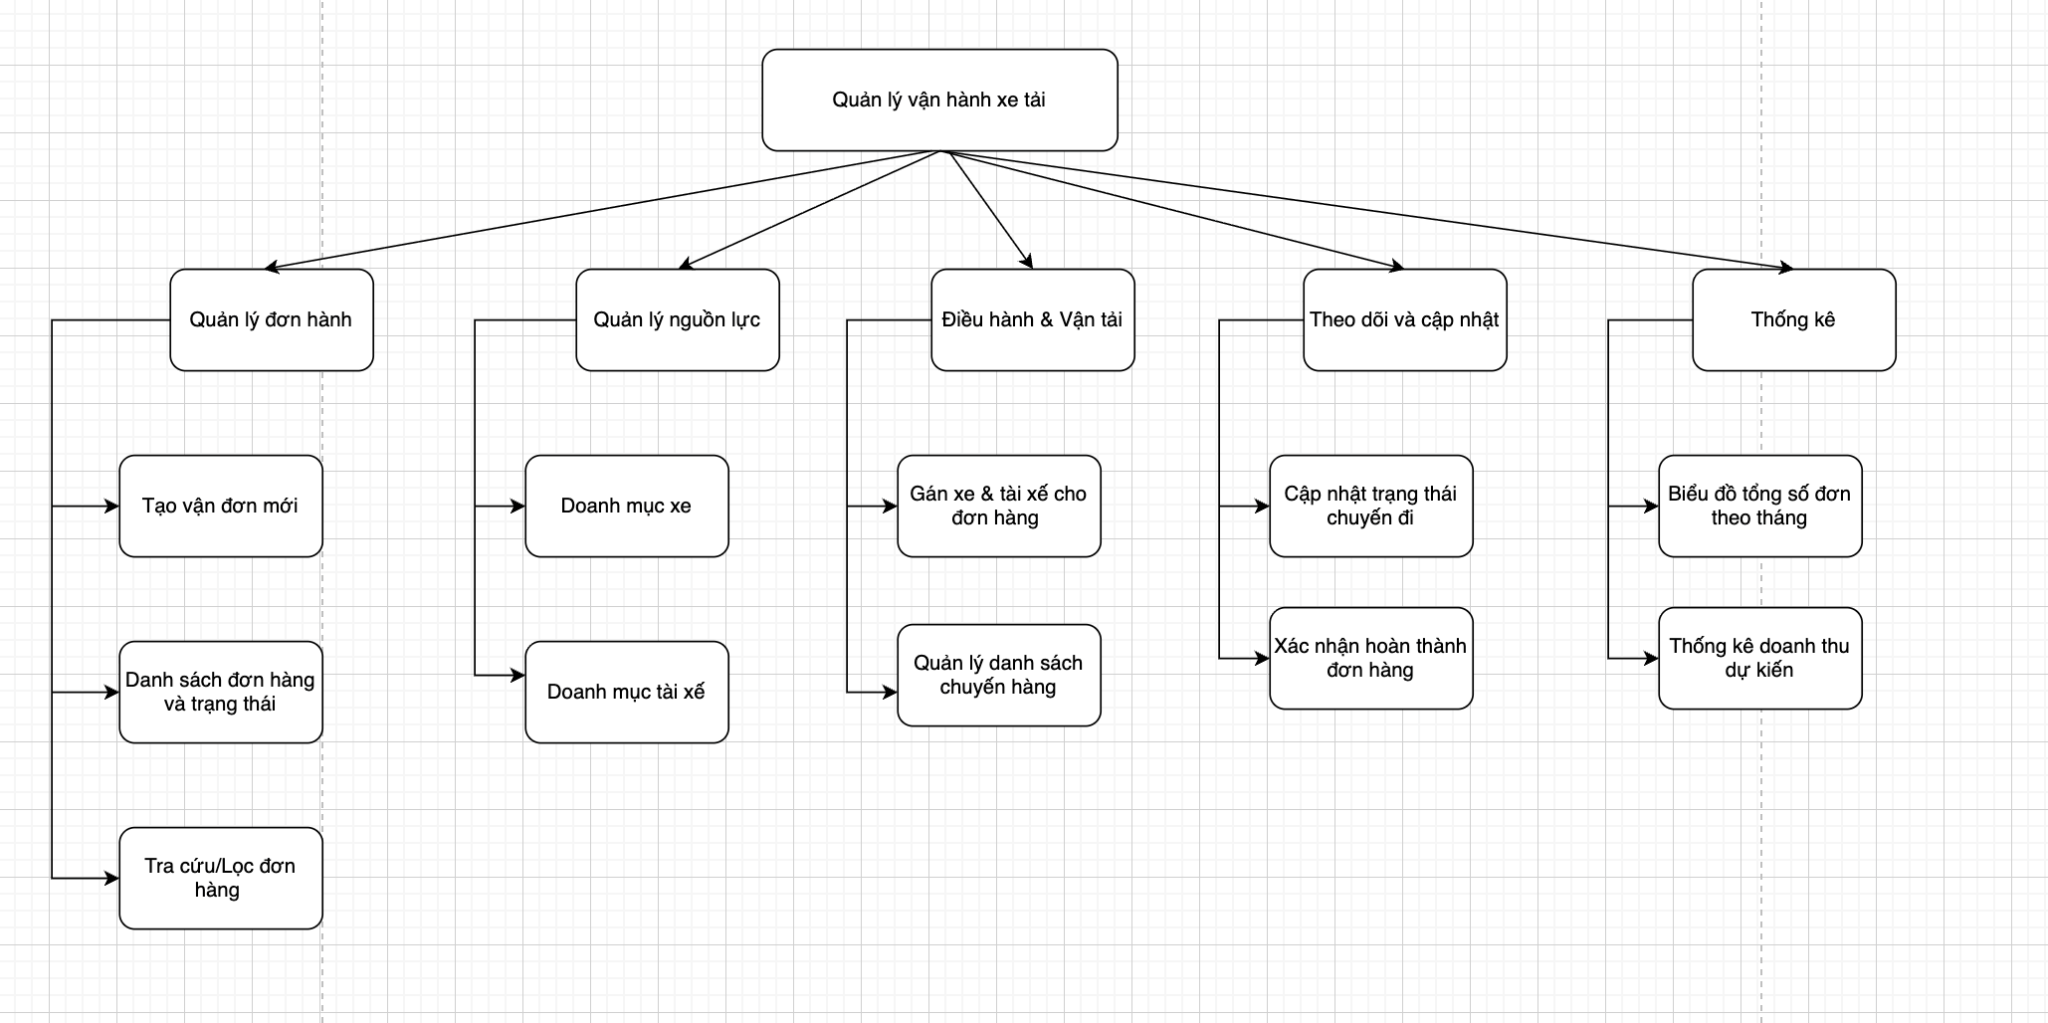 Quản lý vận hành xe tải
Quản lý đơn hành
Quản lý nguồn lực
Điều hành & Vận tải
Theo dõi và cập nhật
Thống kê
Tạo vận đơn mới
Danh sách đơn hàng
và trạng thái
Tra cứu/Lọc đơn
hàng
Doanh mục xe
Doanh mục tài xế
Gán xe & tài xế cho
đơn hàng
Quản lý danh sách
chuyến hàng
Cập nhật trạng thái
chuyến đi
Xác nhận hoàn thành
đơn hàng
Biểu đồ tổng số đơn
theo tháng
Thống kê doanh thu
dự kiến